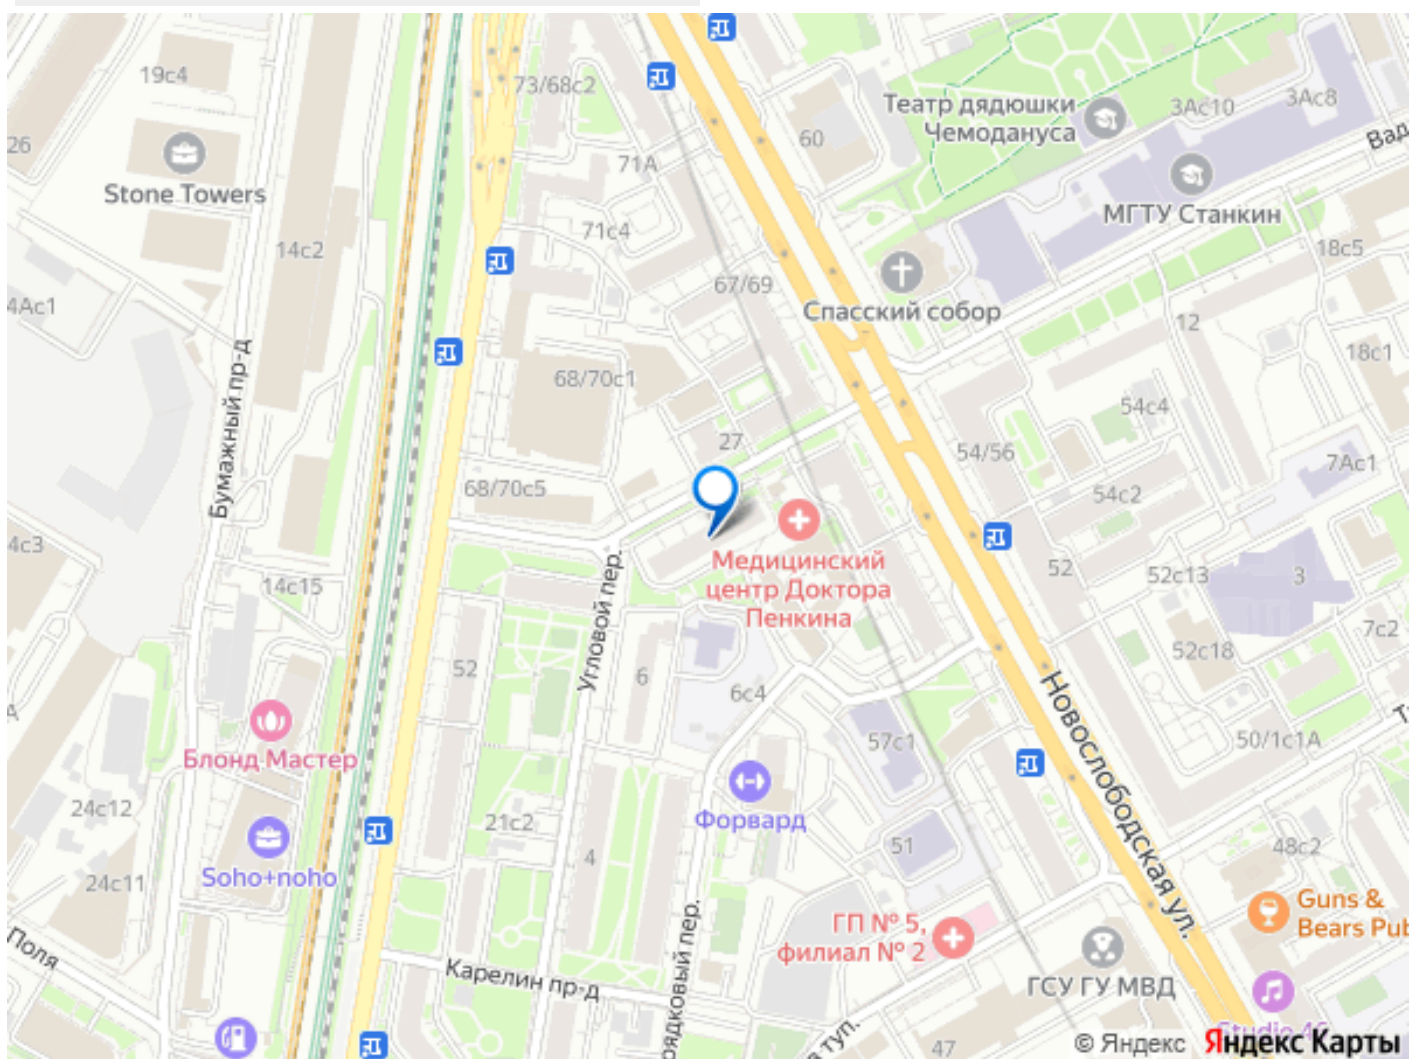 19с4
73/68с2
Театр дядюшки
Чемодануса
3Ас10
3Ас8
26
60
71А
Stone Towers
МГТУ Станкин
71с4
14с2
18с5
67/69
4Ас1
Спасский собор
12
18с1
68/70с1
Бумажный пр-д
54с4
27
54/56
7Ас1
68/70с5
54с2
4с3
Медицинский
центр Доктора
Пенкина
14с15
52
52с13
3
Угловой пер.
7с2
52с18
52
6
6с4
Новослободская ул.
57с1
50/1с1А
Блонд Мастер
24с12
Форвард
21с2
51
48с2
4
Soho+noho
24с11
Guns &
Bears Pub
ГП № 5,
филиал № 2
Поля
Карелин пр-д
ГСУ ГУ МВД
47
туп.
© Яндекс
Яндекс Карты